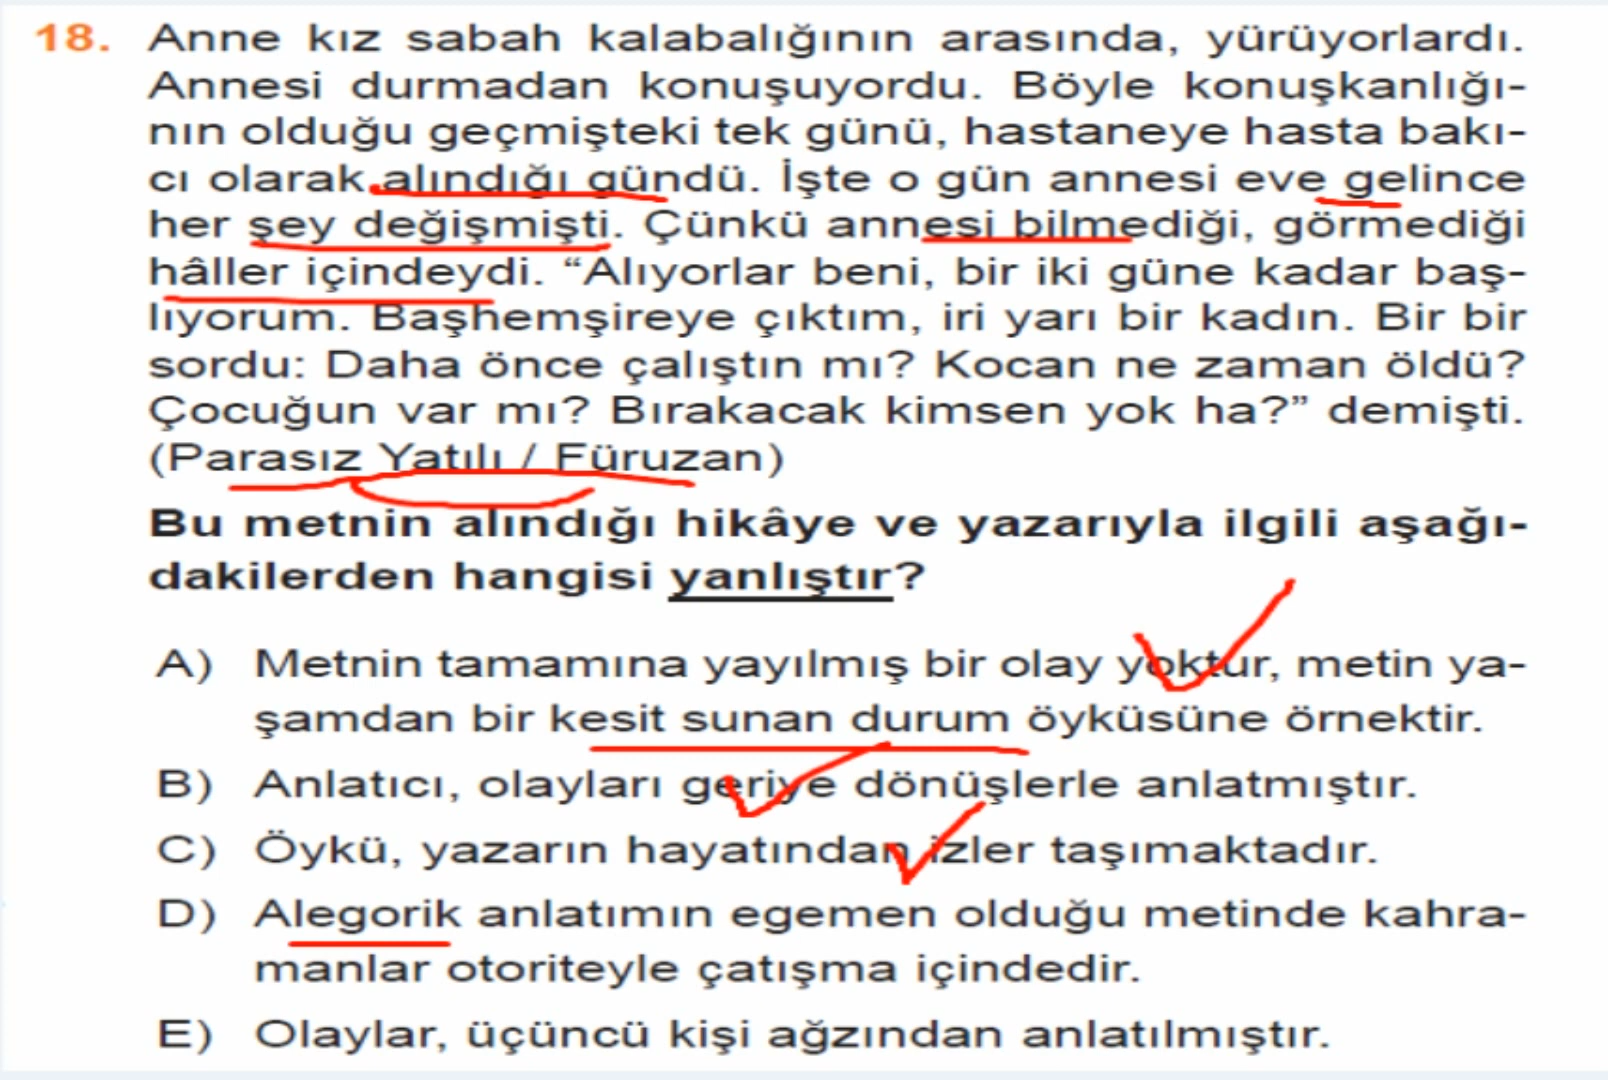 18. Anne kız sabah kalabalığının arasında, yürüyorlardı.
Annesi durmadan konuşuyordu. Böyle konuşkanlığı-
nın olduğu geçmişteki tek günü, hastaneye hasta bakı-
cı olarak alındığı gündü. İşte o gün annesi eve gelince
her şey değişmişti. Çünkü annesi bilmediği, görmediği
hâller içindeydi. “Alıyorlar beni, bir iki güne kadar baş-
lıyorum. Başhemşireye çıktım, iri yarı bir kadın. Bir bir
sordu: Daha önce çalıştın mı? Kocan ne zaman öldü?
Çocuğun var mı? Bırakacak kimsen yok ha?” demişti.
(Parasız Yatılı / Füruzan)
Bu metnin alındığı hikâye ve yazarıyla ilgili aşağı-
dakilerden hangisi yanlıştır?
A) Metnin tamamına yayılmış bir olay yoktur, metin ya-
şamdan bir kesit sunan durum öyküsüne örnektir.
B) Anlatıcı, olayları geriye dönüşlerle anlatmıştır.
C) Öykü, yazarın hayatından izler taşımaktadır.
D) Alegorik anlatımın egemen olduğu metinde kahra-
manlar otoriteyle çatışma içindedir.
E) Olaylar, üçüncü kişi ağzından anlatılmıştır.